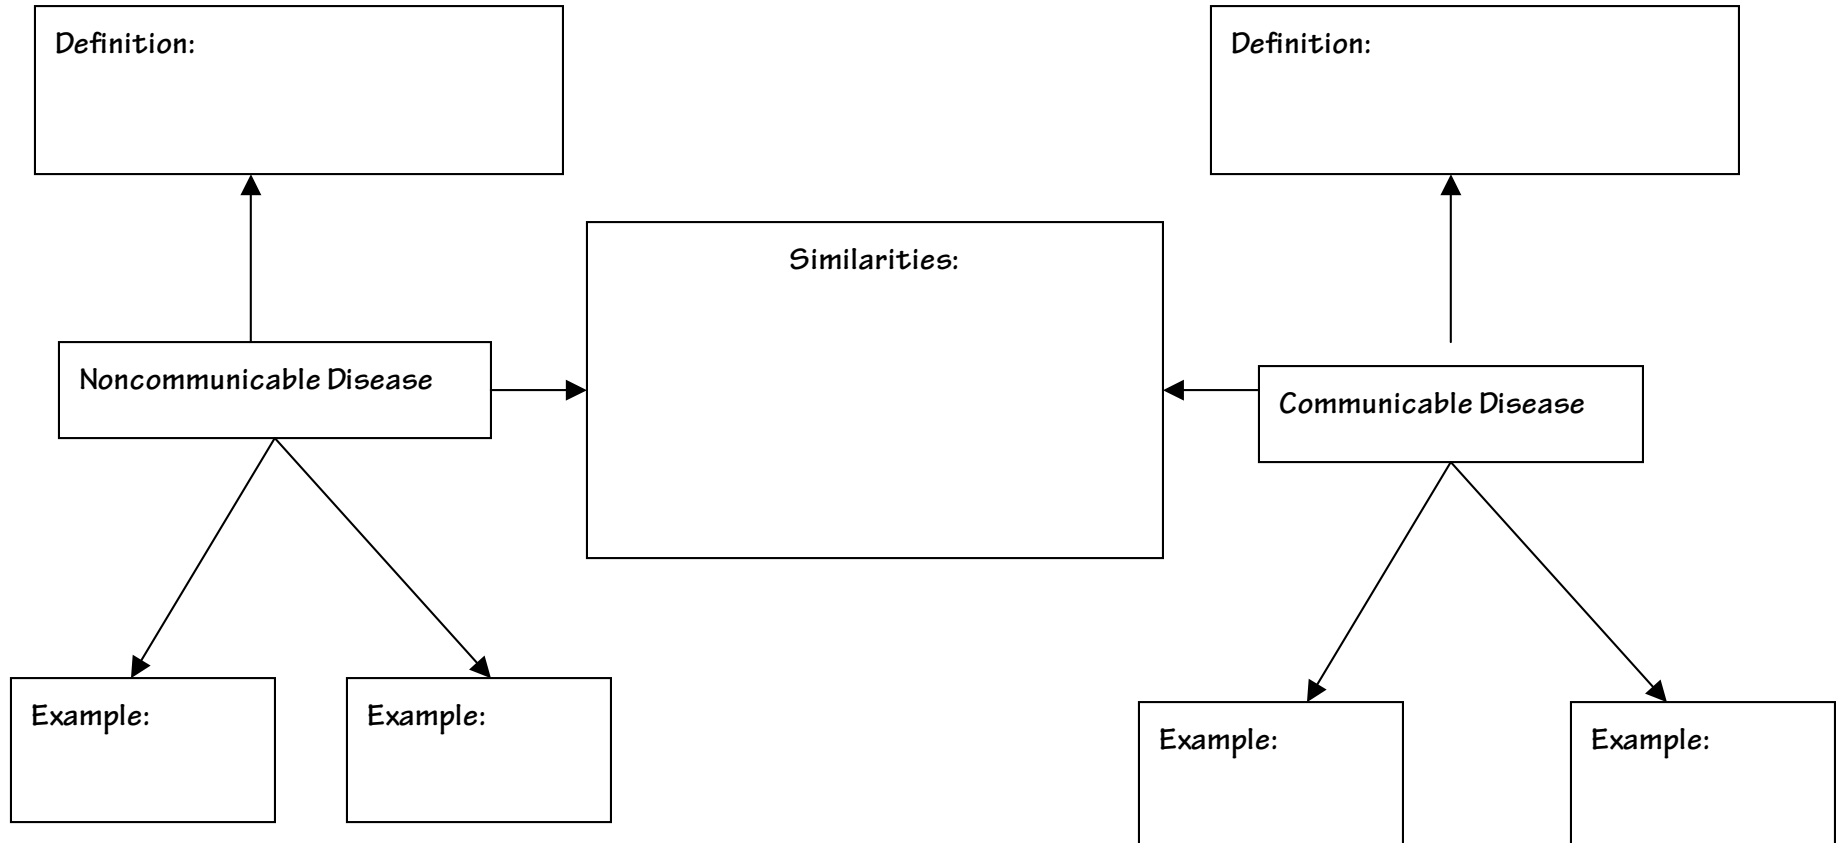 Definition:
Definition:
Similarities:
Noncommunicable Disease
Communicable Disease
Example:
Example:
Example:
Example: